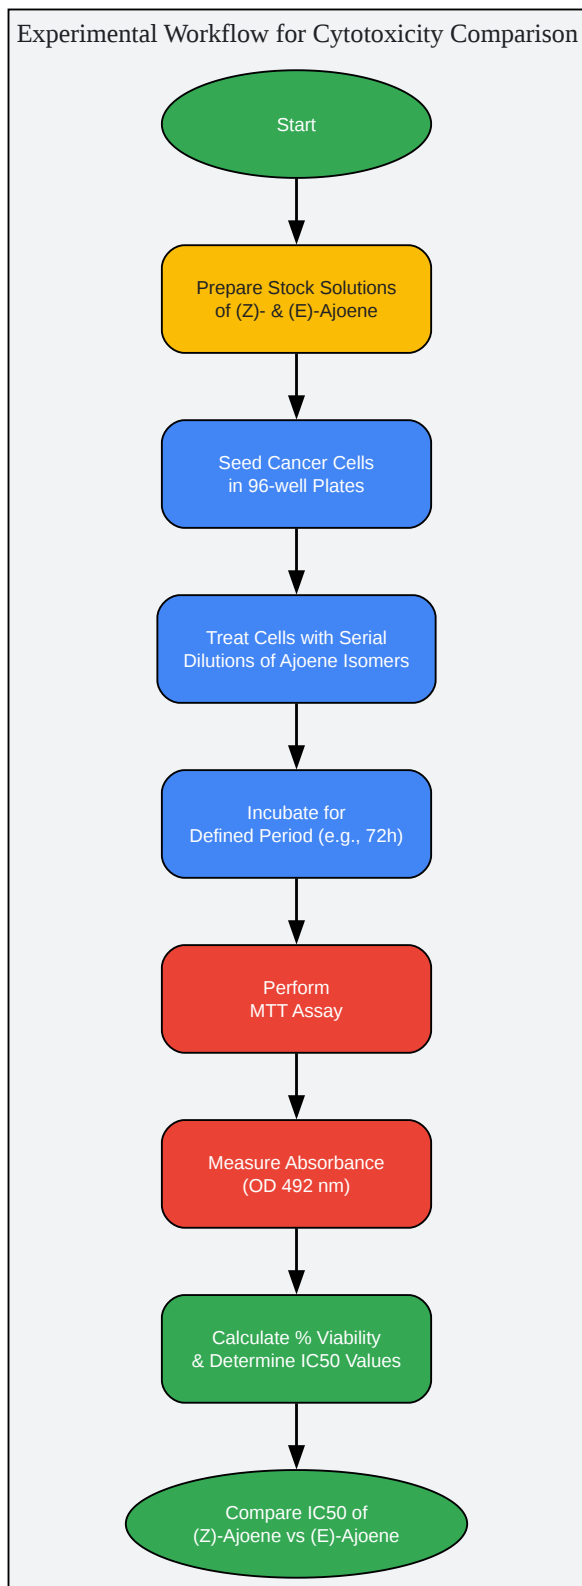 Experimental Workflow for Cytotoxicity Comparison
Start
Prepare Stock Solutions
of (Z)- & (E)-Ajoene
Seed Cancer Cells
in 96-well Plates
Treat Cells with Serial
Dilutions of Ajoene Isomers
Incubate for
Defined Period (e.g., 72h)
Perform
MTT Assay
Measure Absorbance
(OD 492 nm)
Calculate % Viability
& Determine IC50 Values
Compare IC50 of
(Z)-Ajoene vs (E)-Ajoene